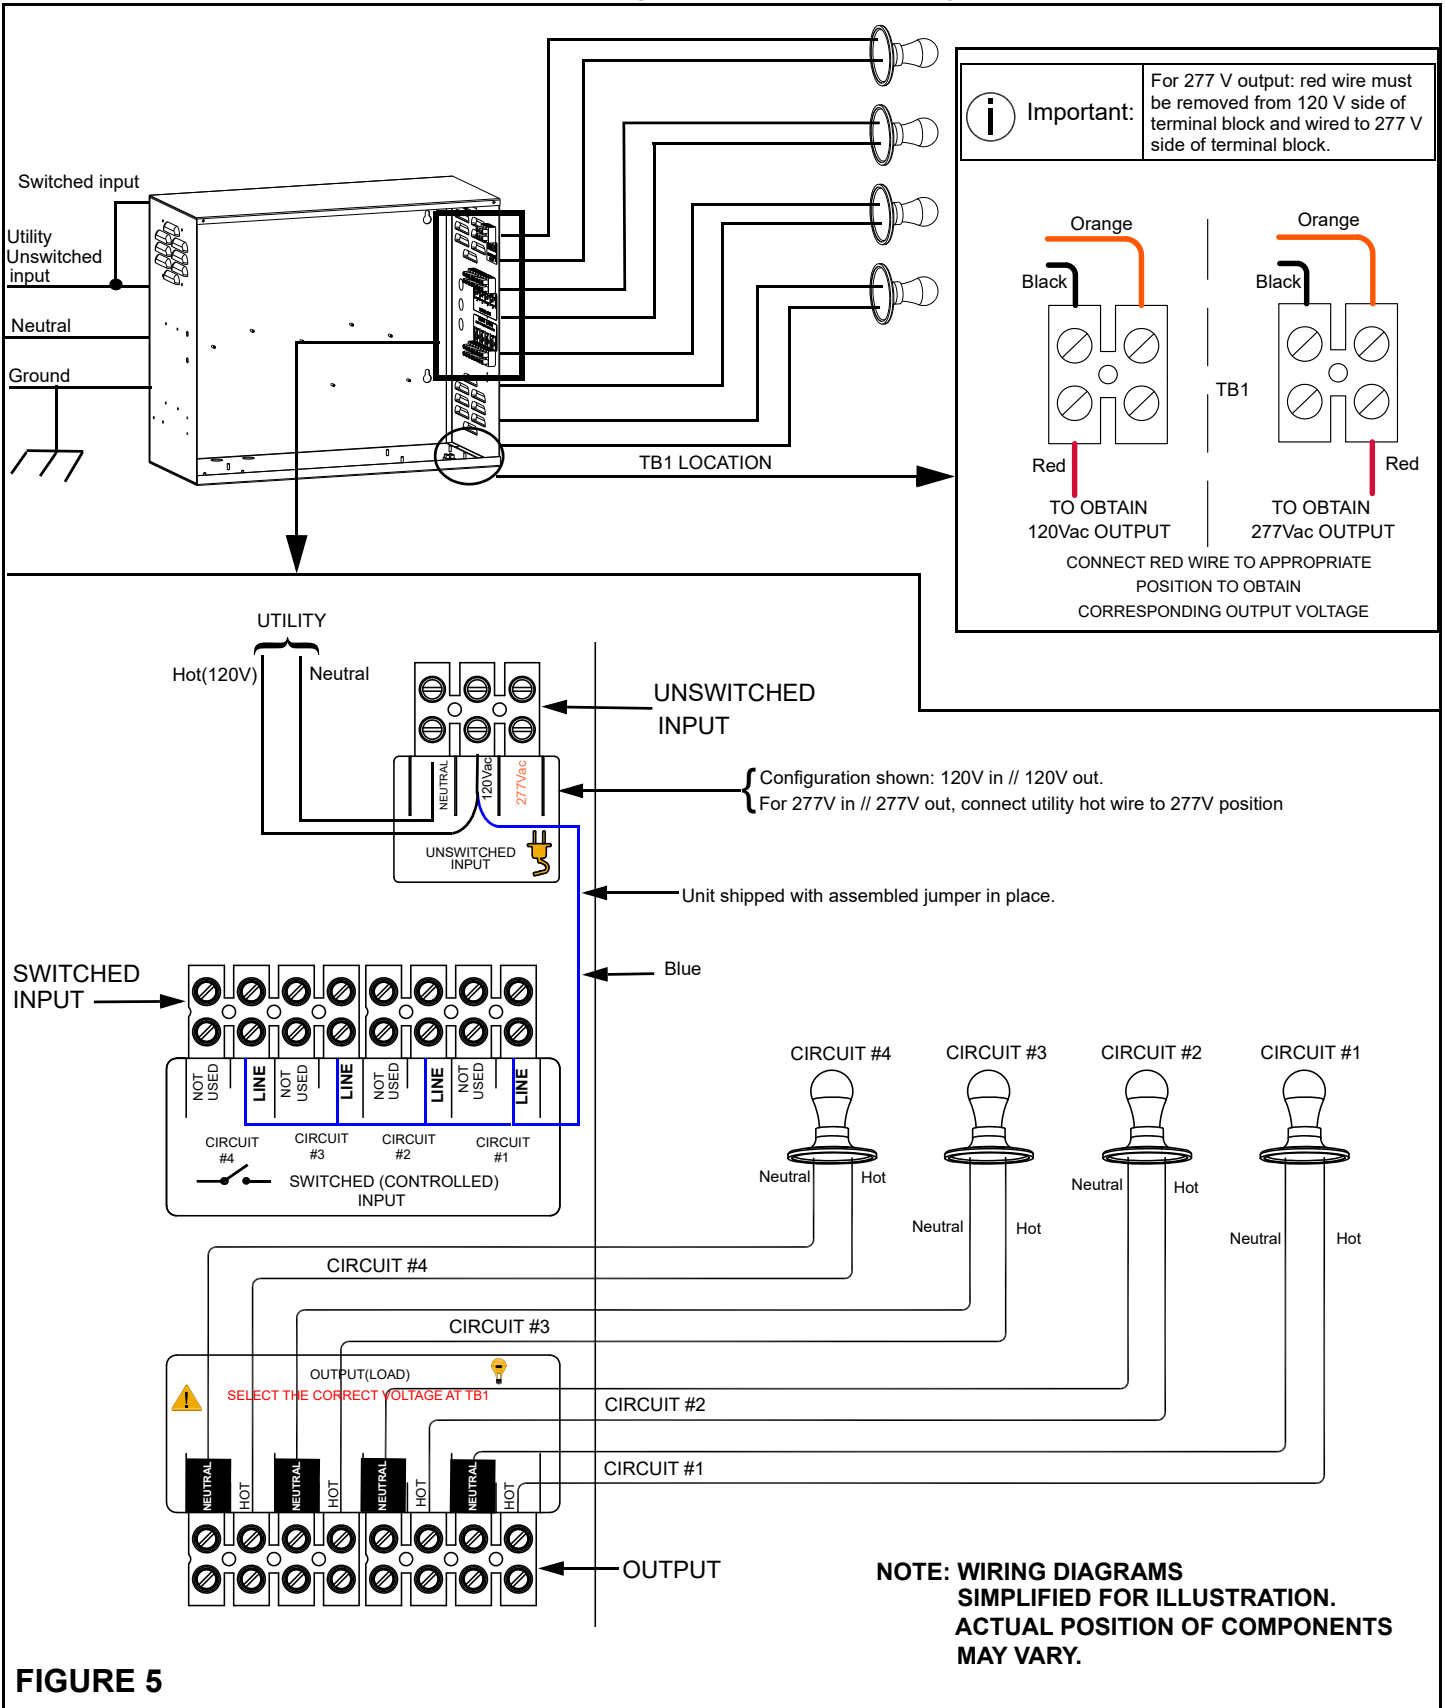 Important:
For 277 V output: red wire must
be removed from 120 V side of
terminal block and wired to 277 V
side of terminal block.
Switched input
Utility
Unswitched
input
Neutral
Ground
TB1 LOCATION
Orange
Black
Red
TO OBTAIN
120Vac OUTPUT
TB1
Orange
Black
Red
TO OBTAIN
277Vac OUTPUT
CONNECT RED WIRE TO APPROPRIATE
POSITION TO OBTAIN
CORRESPONDING OUTPUT VOLTAGE
UTILITY
Hot(120V)
Neutral
UNSWITCHED
INPUT
NEUTRAL
120Vac
277Vac
UNSWITCHED
INPUT
Configuration shown: 120V in // 120V out.
For 277V in // 277V out, connect utility hot wire to 277V position
Unit shipped with assembled jumper in place.
Blue
SWITCHED
INPUT
NOT
USED
LINE
NOT
USED
LINE
NOT
USED
LINE
NOT
USED
LINE
CIRCUIT
#4
CIRCUIT
#3
CIRCUIT
#2
CIRCUIT
#1
SWITCHED (CONTROLLED)
INPUT
CIRCUIT #4
CIRCUIT #3
CIRCUIT #2
CIRCUIT #1
Neutral
Hot
Neutral
Hot
Neutral
Hot
Neutral
Hot
CIRCUIT #4
CIRCUIT #3
CIRCUIT #2
CIRCUIT #1
OUTPUT(LOAD)
SELECT THE CORRECT VOLTAGE AT TB1
NEUTRAL
HOT
NEUTRAL
HOT
NEUTRAL
HOT
NEUTRAL
HOT
OUTPUT
NOTE: WIRING DIAGRAMS
SIMPLIFIED FOR ILLUSTRATION.
ACTUAL POSITION OF COMPONENTS
MAY VARY.
FIGURE 5